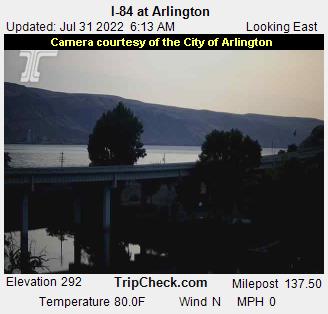 I-84 at Arlington
Updated: Jul 31 2022 6:13 AM Looking East
Camera courtesy of the City of Arlington
Elevation 292 TripCheck.com Milepost 137.50
Temperature 80.0F Wind N MPH 0